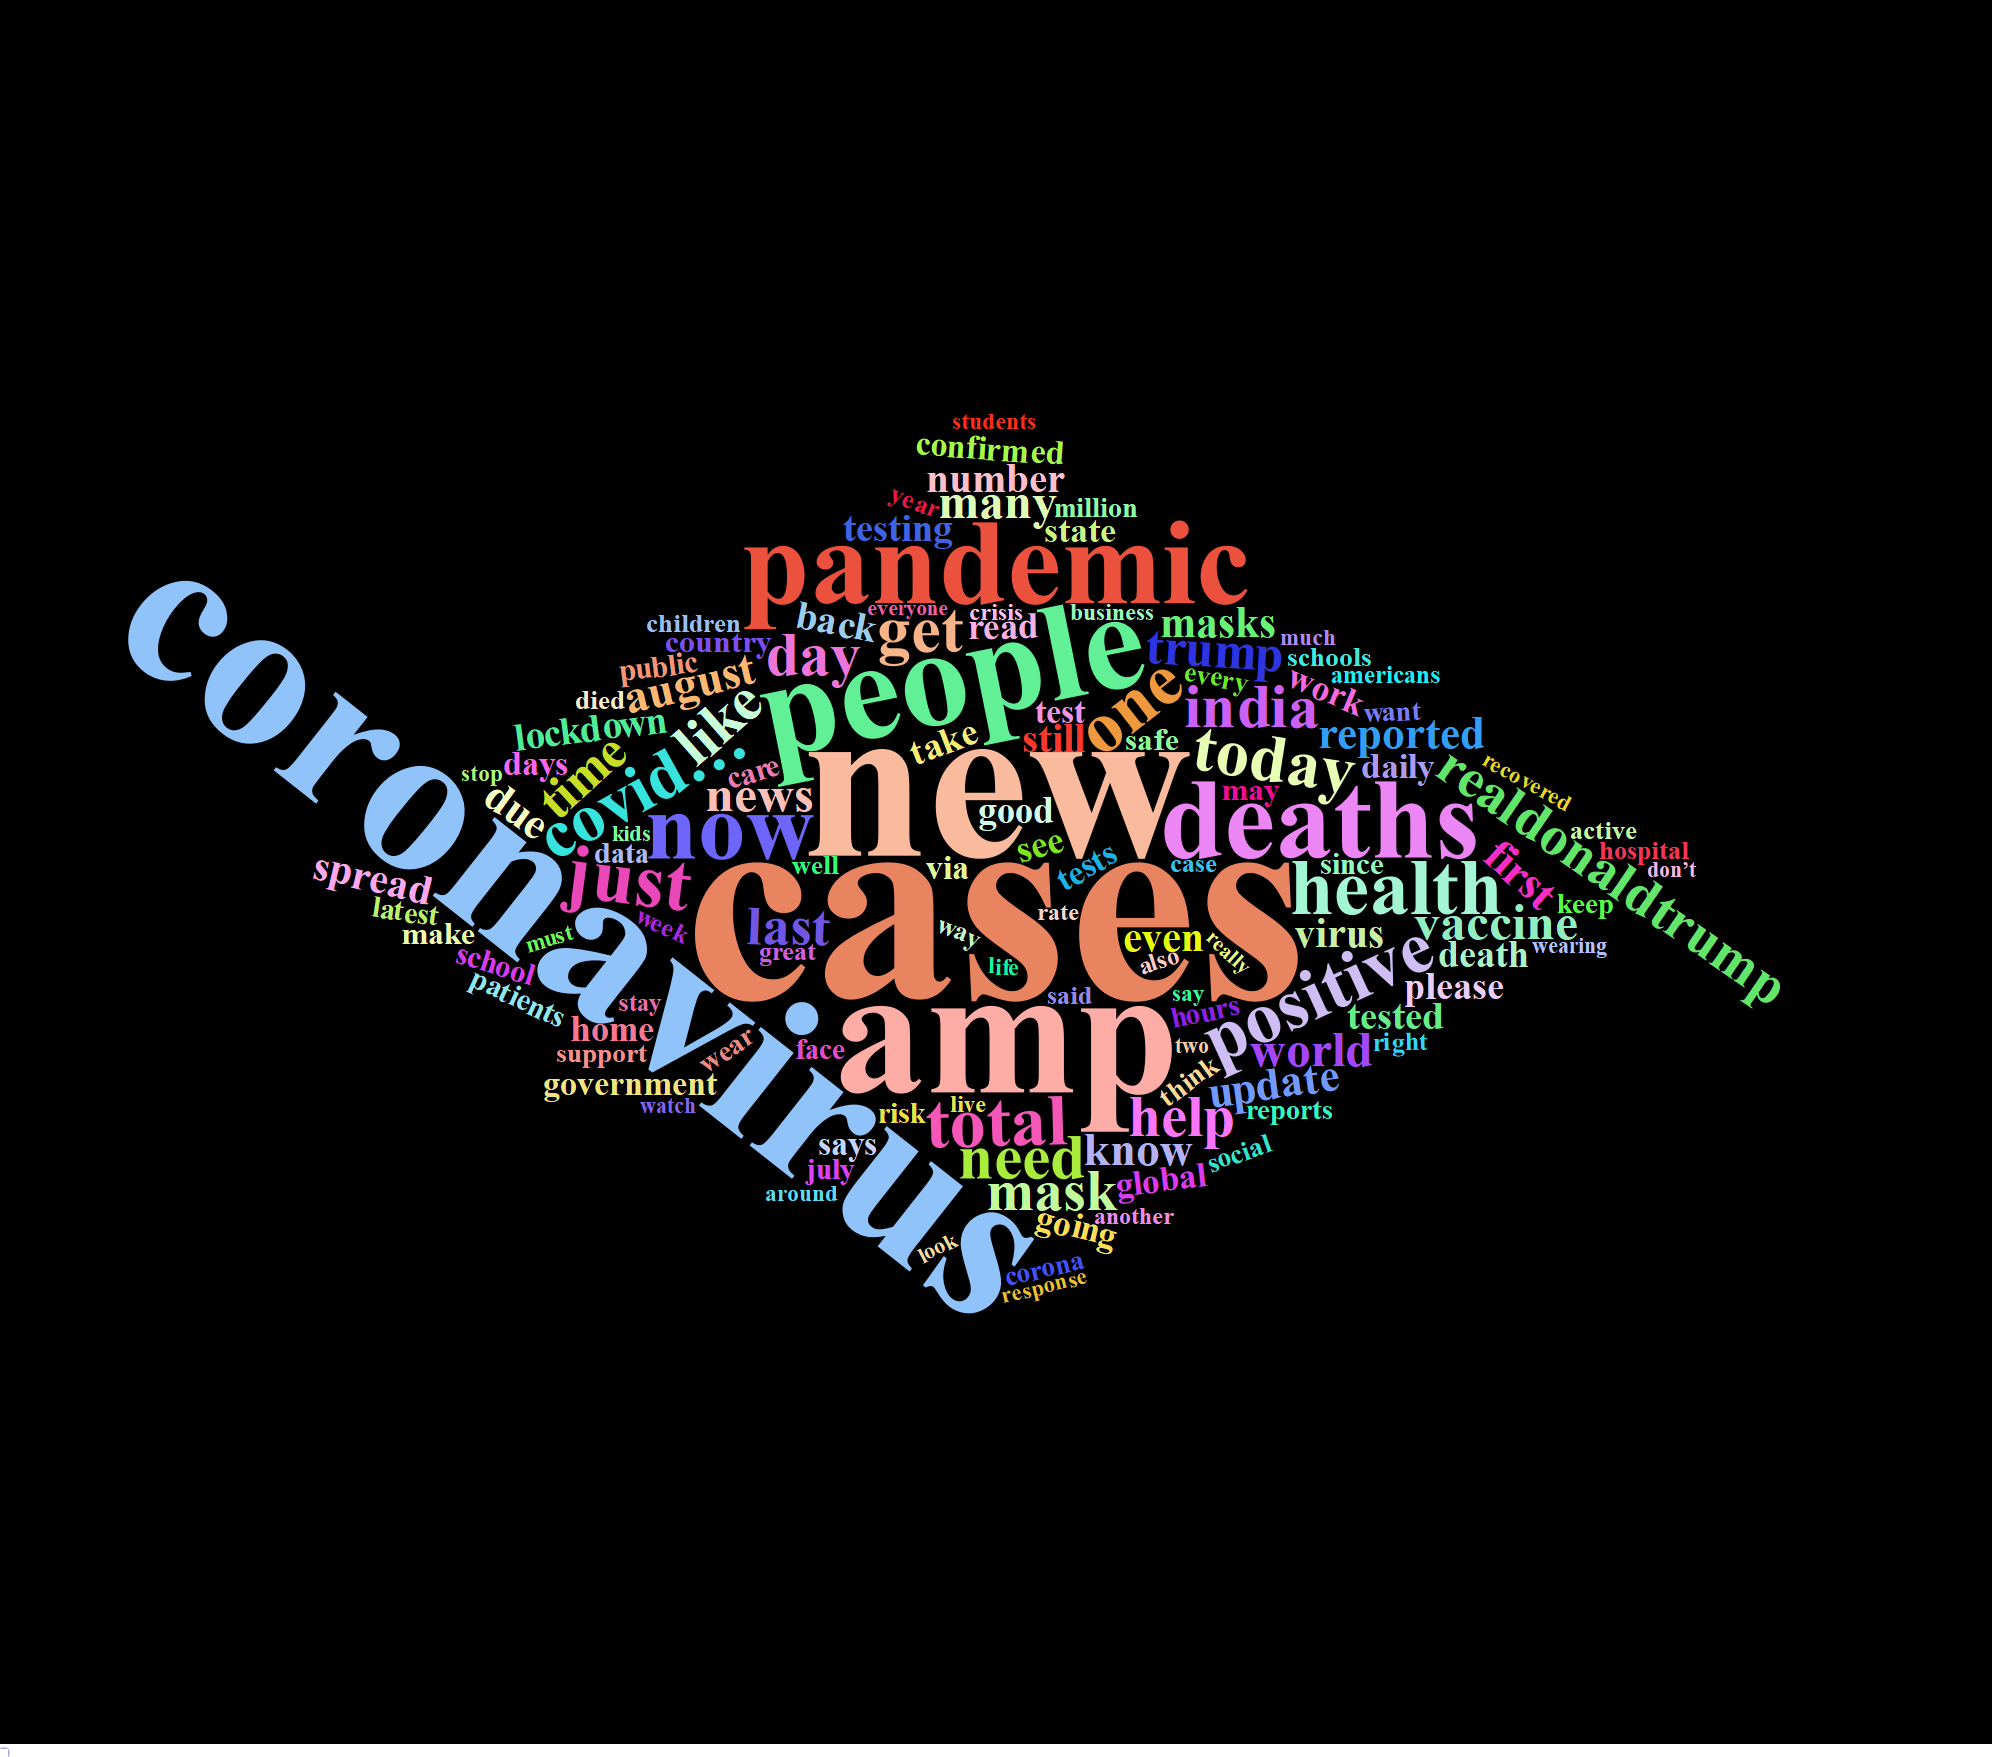 students
confirmed
number
year
many
million
testing
state
pandemic
children
back
everyone
crisis
business
masks
country
get
read
people
trump
much
public
day
schools
died
august
every
work
americans
lockdown
like
test
one
india
want
stop
days
time
take
still
safe
today
reported
due
covid…
care
new
daily
realdonaldtrump
recovered
news
good
may
deaths
kids
now
see
active
data
well
via
tests
case
since
first
hospital
spread
just
cases
health
don’t
latest
week
last
rate
keep
coronavirus
make
must
great
way
even
really
virus
vaccine
wearing
school
life
also
positive
death
patients
stay
said
say
please
home
hours
tested
support
wear
face
amp
two
world
right
government
think
update
watch
risk
live
total
help
reports
says
need
know
social
july
mask
global
around
going
another
look
corona
response